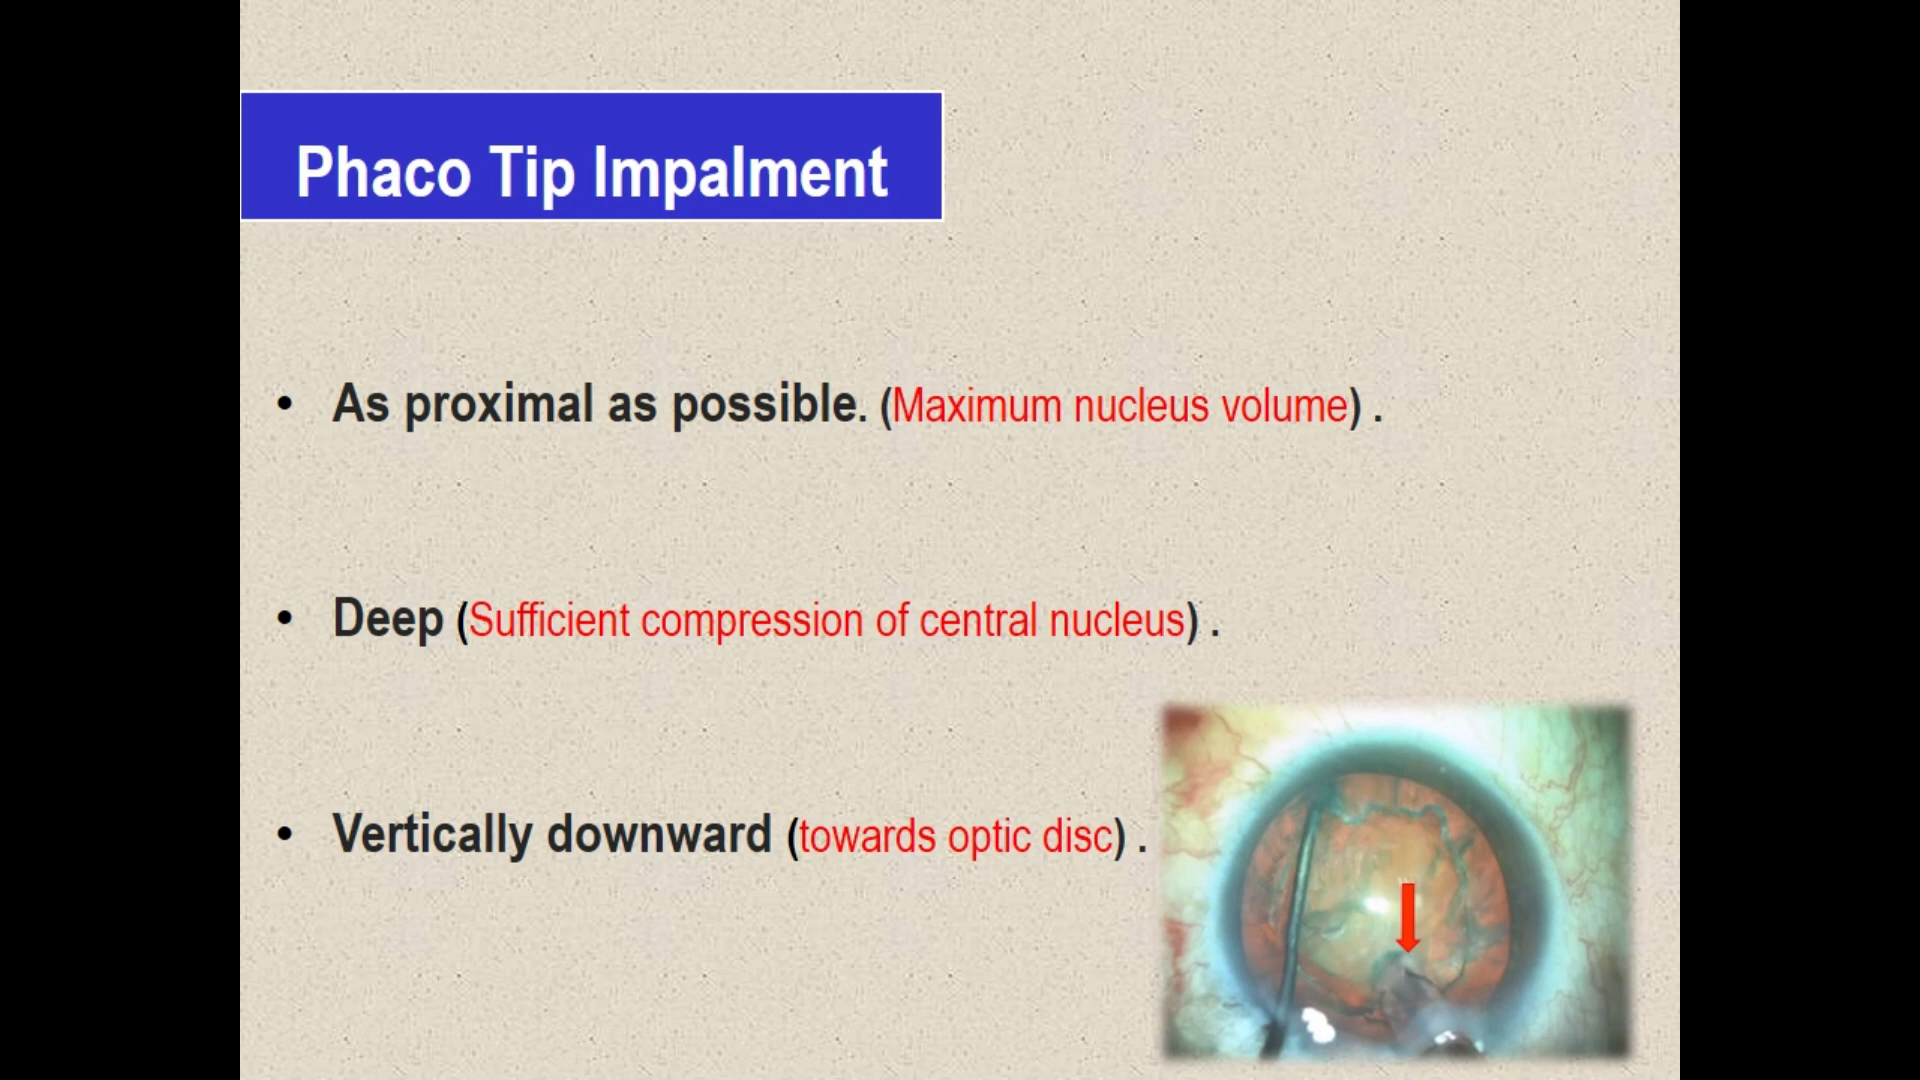 Phaco Tip Impalment
• As proximal as possible. (Maximum nucleus volume) .
• Deep (Sufficient compression of central nucleus) .
• Vertically downward (towards optic disc) .